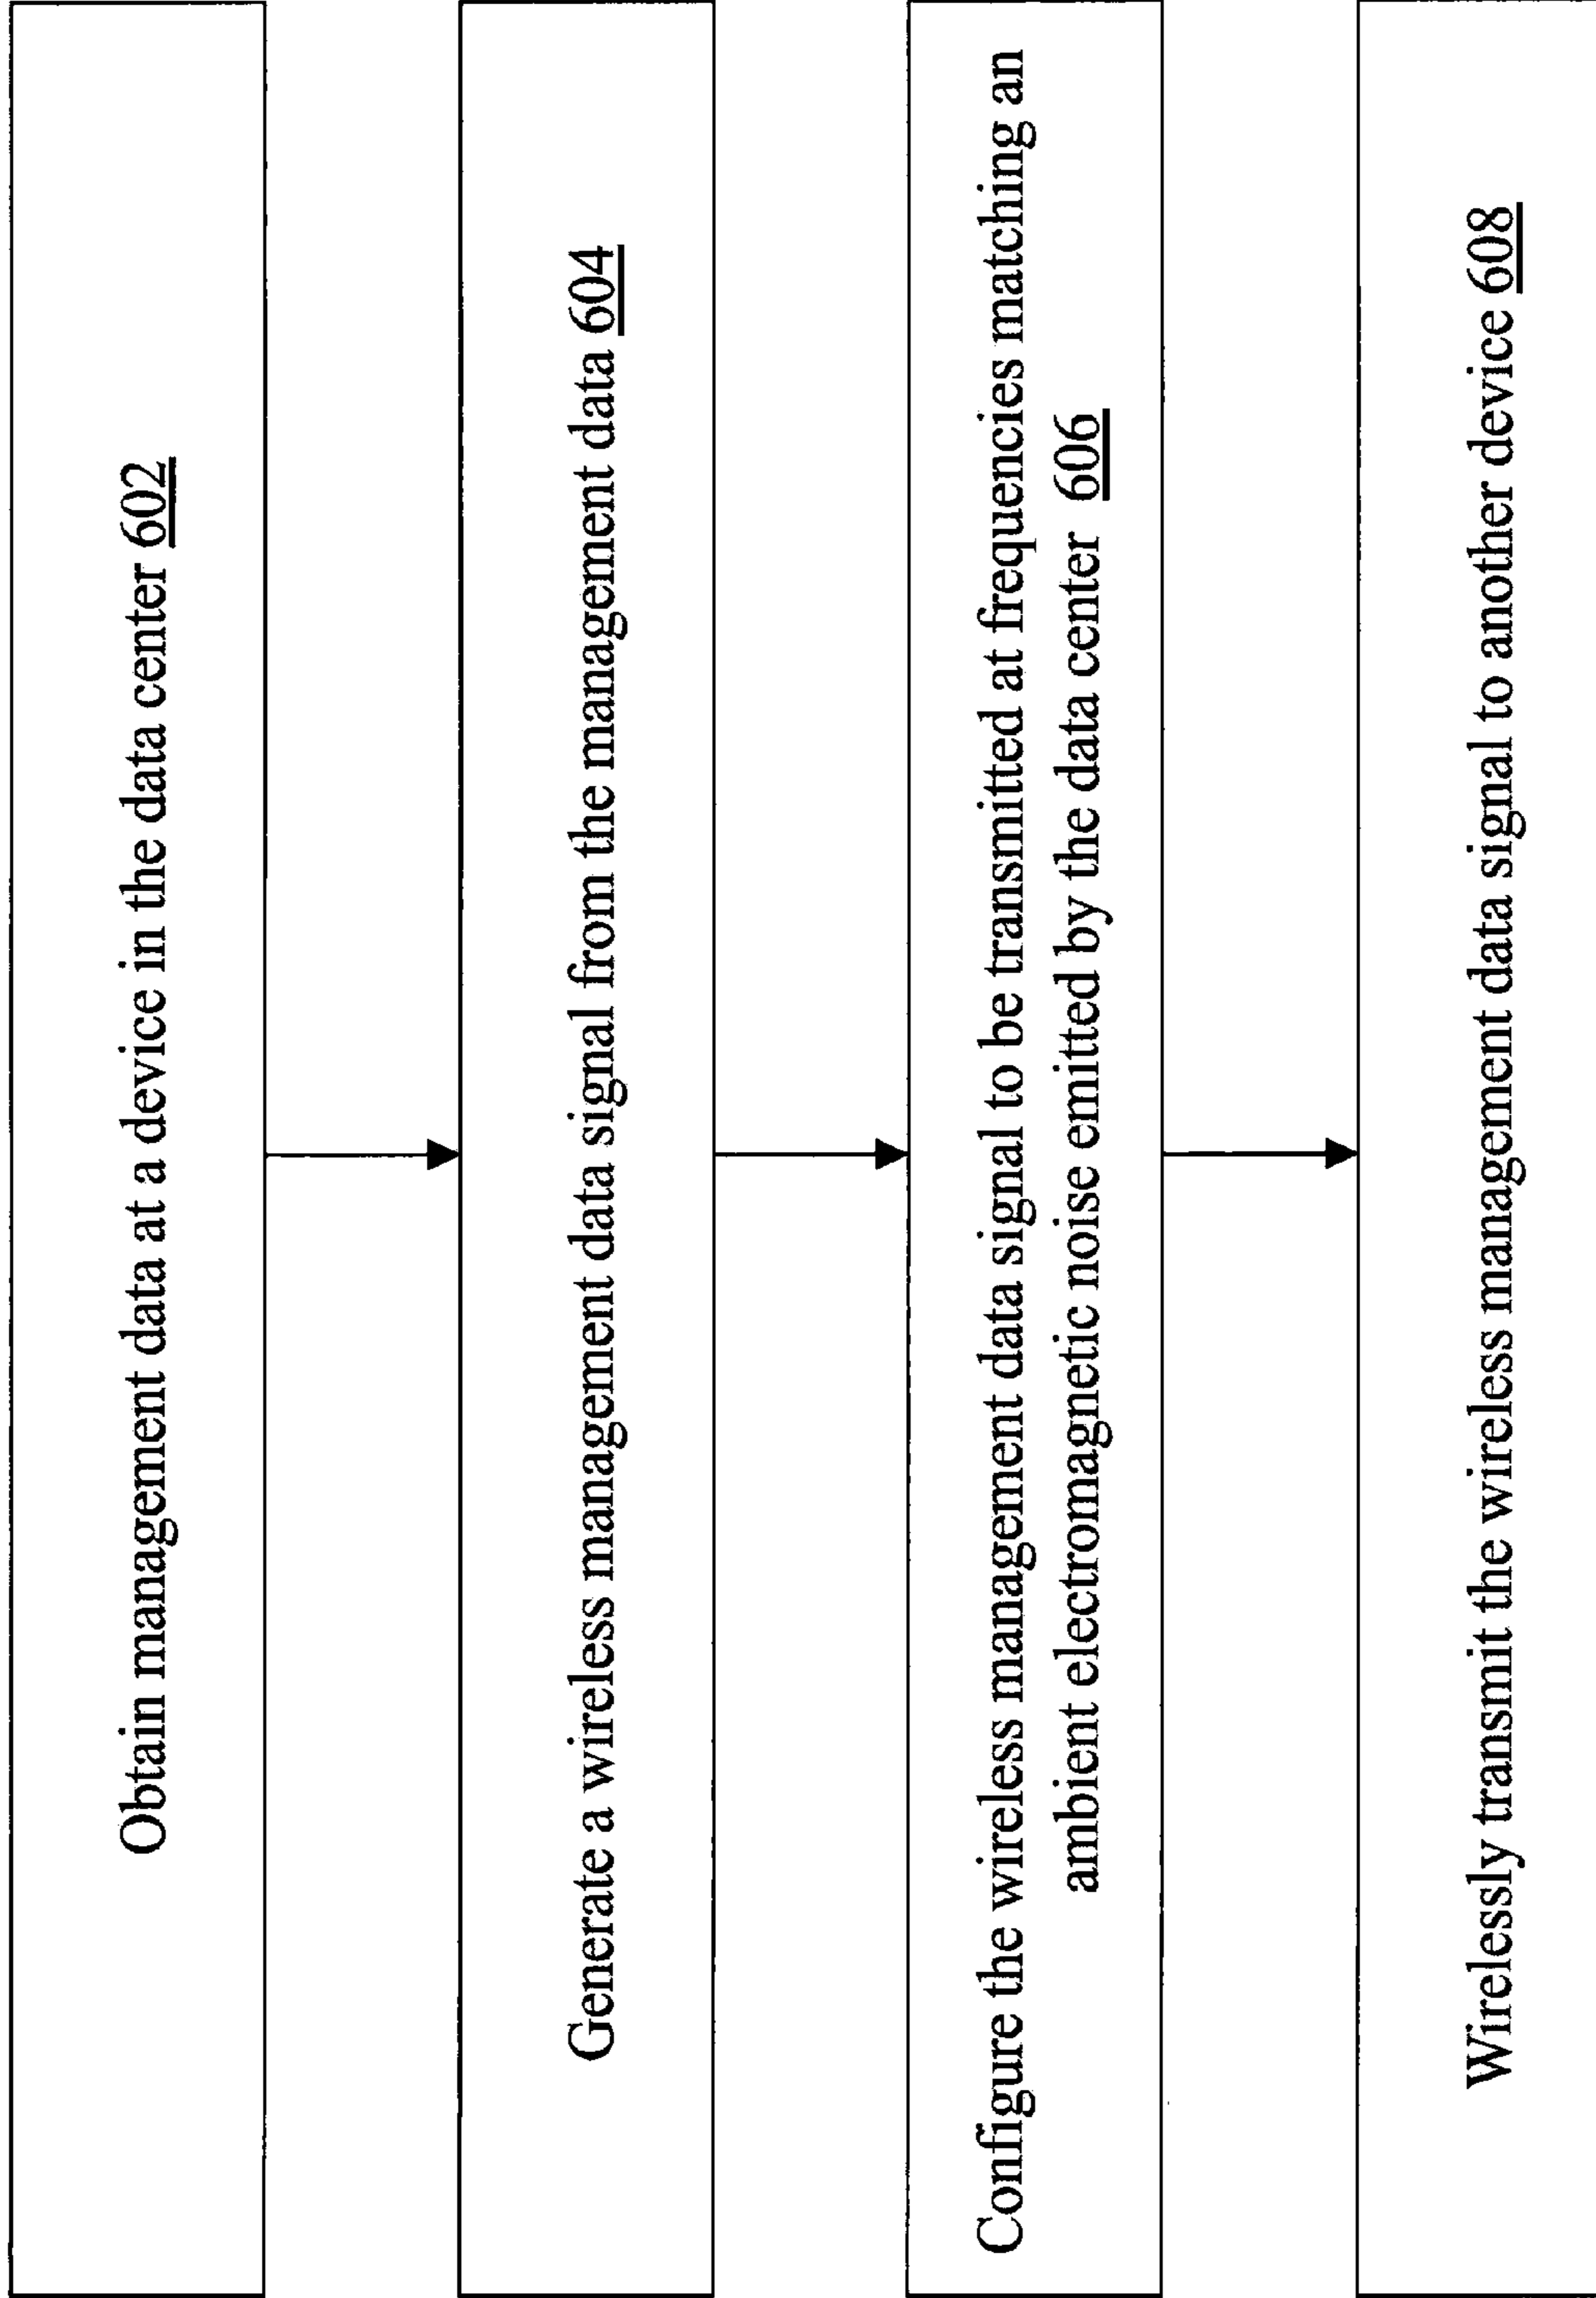 Obtain management data at a device in the data center 602
Generate a wireless management data signal from the management data 604
Configure the wireless management data signal to be transmitted at frequencies matching an
ambient electromagnetic noise emitted by the data center 606
Wirelessly transmit the wireless management data signal to another device 608